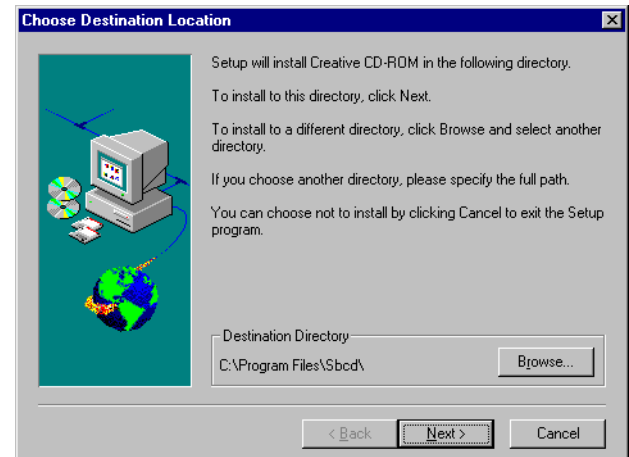 Choose Destination Location
Setup will install Creative CD-ROM in the following directory.
To install to this directory, click Next.
To install to a different directory, click Browse and select another
directory.
If you choose another directory, please specify the full path.
You can choose not to install by clicking Cancel to exit the Setup
program.
Destination Directory
C:\Program Files\Sbcd\
Browse...
< Back
Next >
Cancel